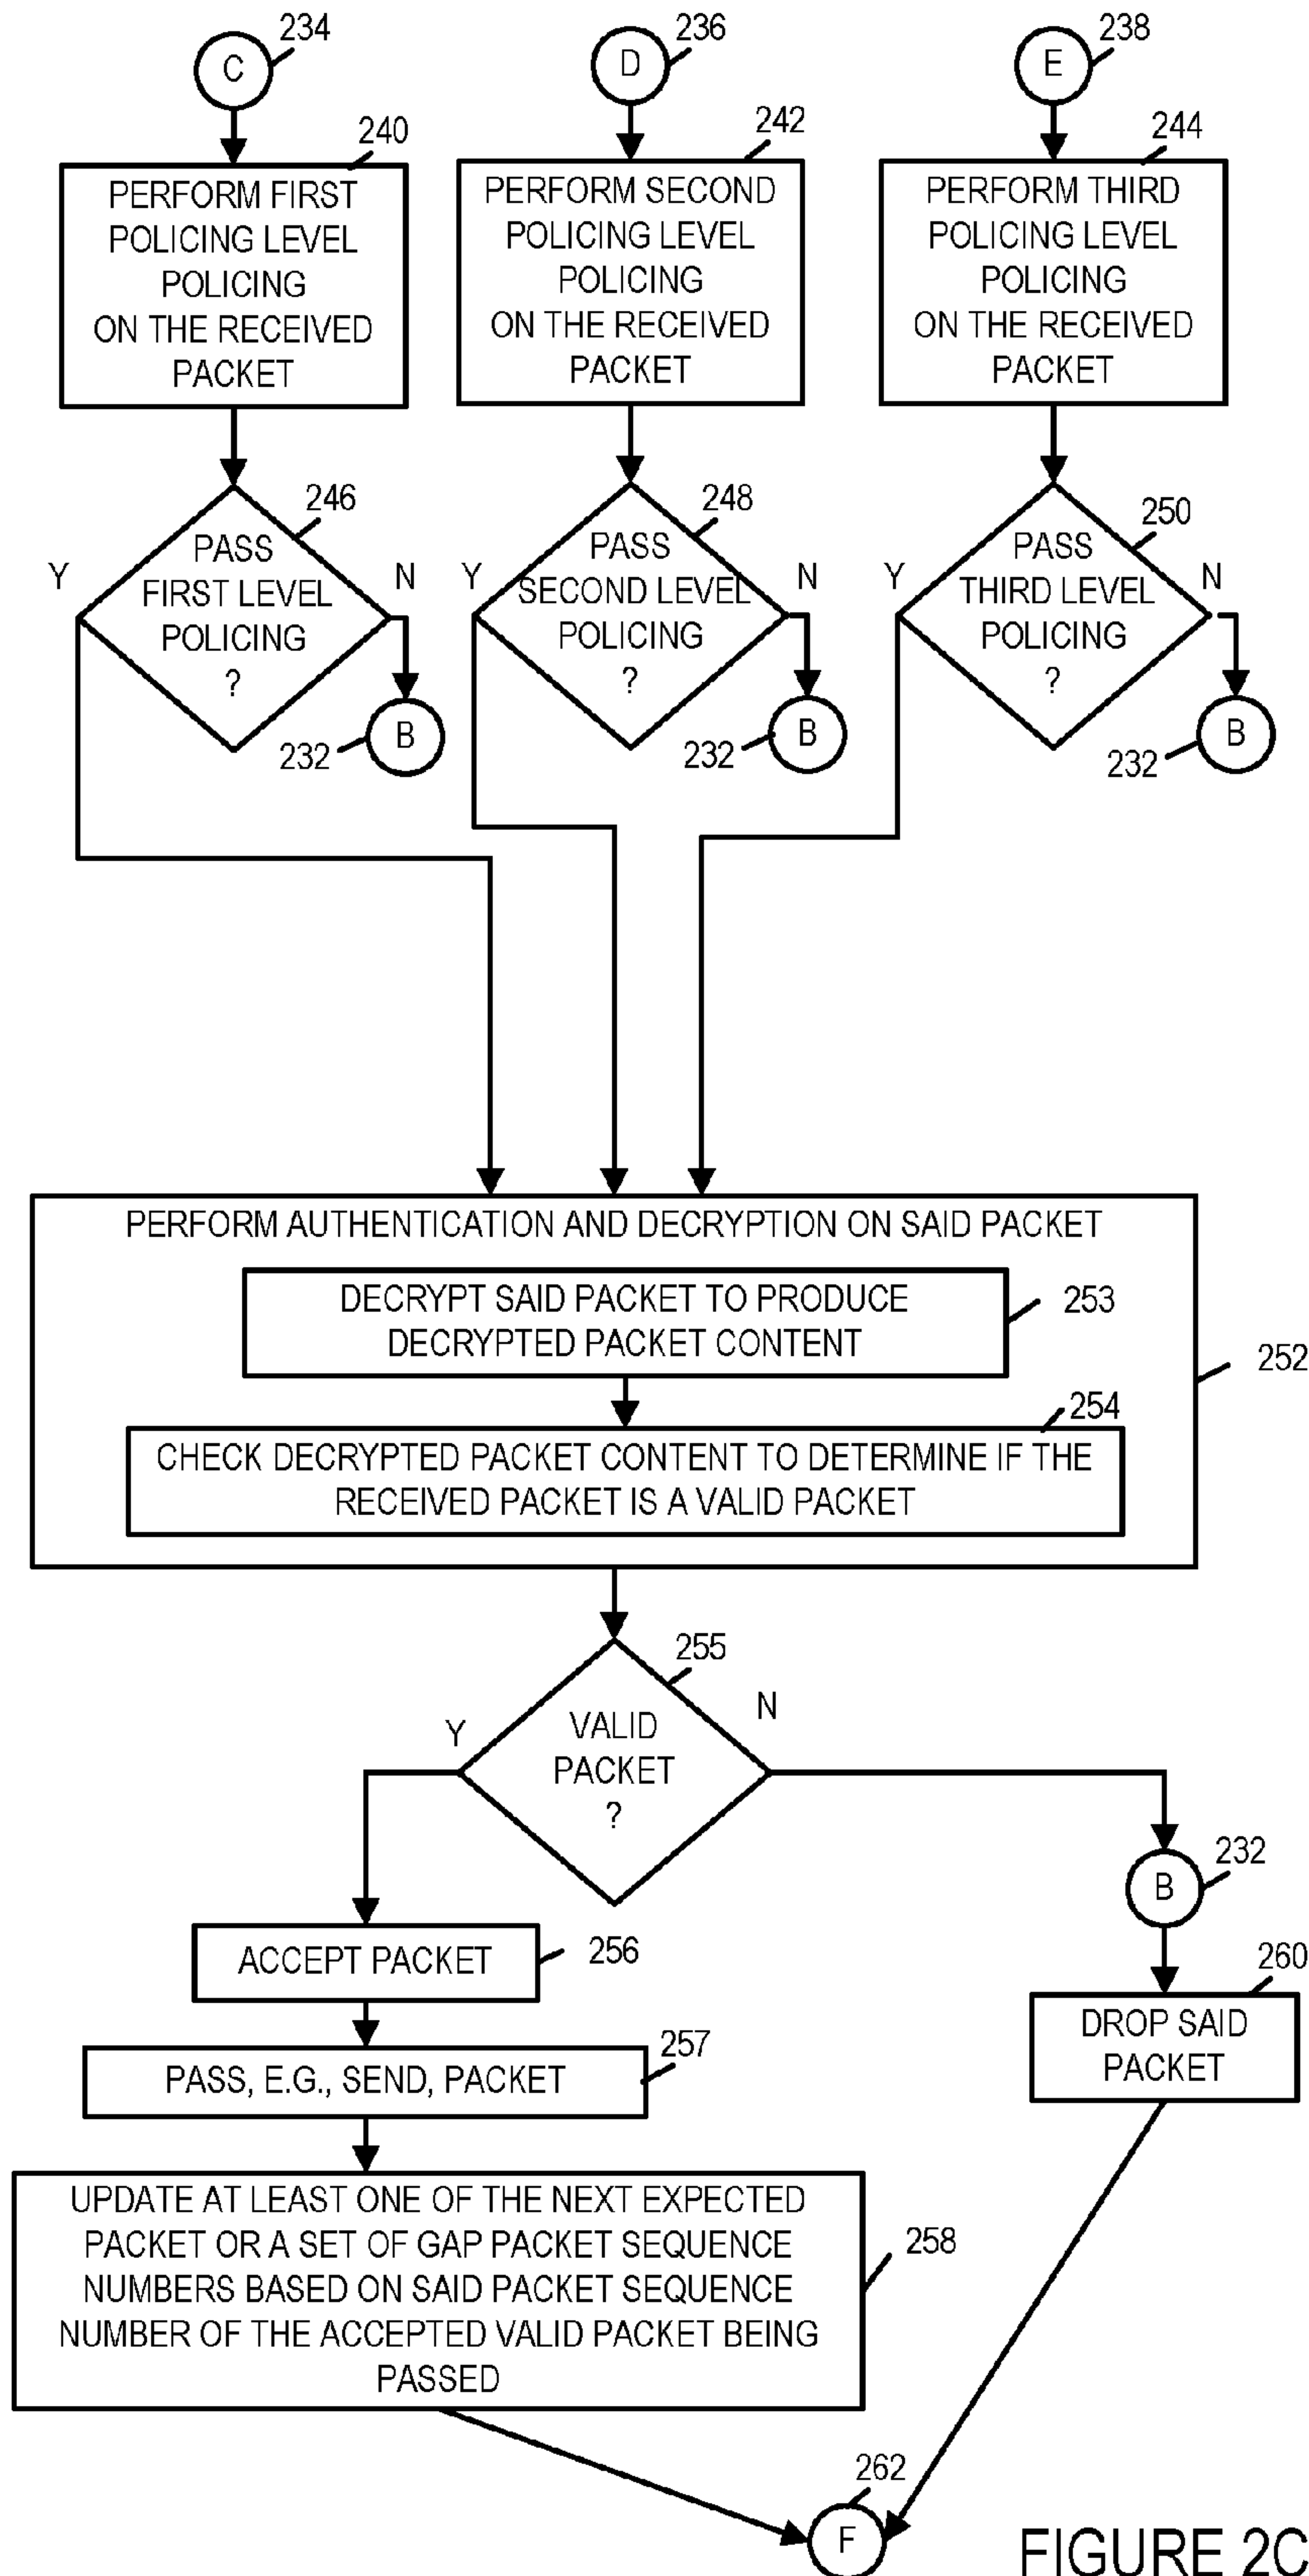 C
234
D
236
E
238
240
PERFORM FIRST
POLICING LEVEL
POLICING
ON THE RECEIVED
PACKET
242
PERFORM SECOND
POLICING LEVEL
POLICING
ON THE RECEIVED
PACKET
244
PERFORM THIRD
POLICING LEVEL
POLICING
ON THE RECEIVED
PACKET
246
Y
PASS
FIRST LEVEL
POLICING
?
N
232
B
248
Y
PASS
SECOND LEVEL
POLICING
?
N
232
B
250
Y
PASS
THIRD LEVEL
POLICING
?
N
232
B
PERFORM AUTHENTICATION AND DECRYPTION ON SAID PACKET
DECRYPT SAID PACKET TO PRODUCE
DECRYPTED PACKET CONTENT
253
252
254
CHECK DECRYPTED PACKET CONTENT TO DETERMINE IF THE
RECEIVED PACKET IS A VALID PACKET
255
Y
VALID
PACKET
?
N
B
232
ACCEPT PACKET
256
260
DROP SAID
PACKET
PASS, E.G., SEND, PACKET
257
UPDATE AT LEAST ONE OF THE NEXT EXPECTED
PACKET OR A SET OF GAP PACKET SEQUENCE
NUMBERS BASED ON SAID PACKET SEQUENCE
NUMBER OF THE ACCEPTED VALID PACKET BEING
PASSED
258
262
F
FIGURE 2C